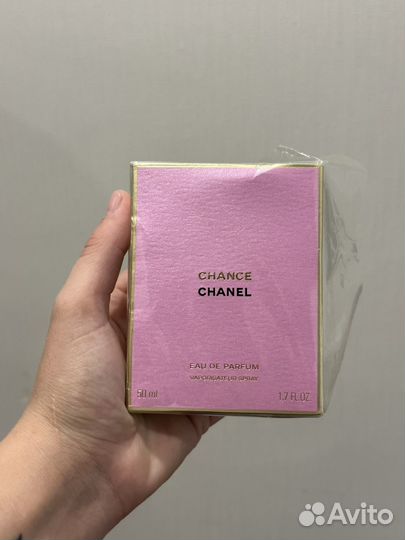 CHANCE
CHANEL
EAU DE PARFUM
VAPORISATEUR SPRAY
50 ml 1.7 FL.OZ.
Avito